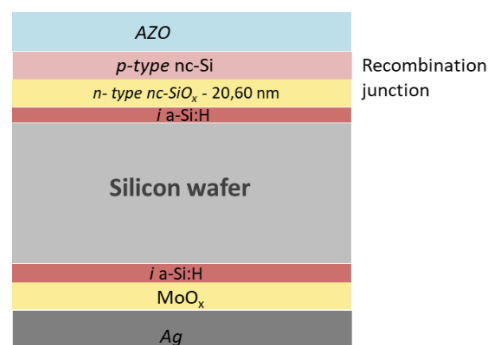 AZO
p-type nc-Si
Recombination
n- type nc-SiOₓ - 20,60 nm
junction
i a-Si:H
Silicon wafer
i a-Si:H
MoOₓ
Ag